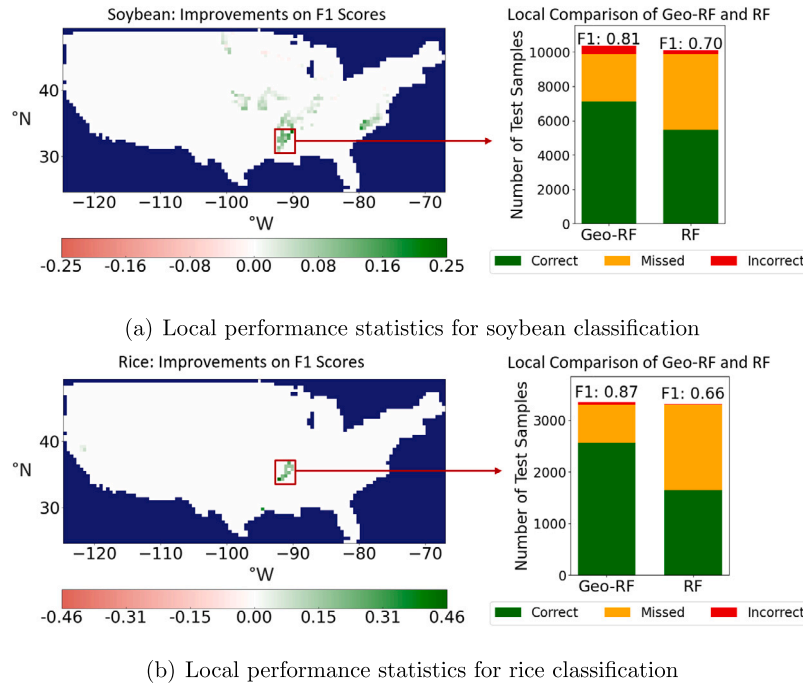 Soybean: Improvements on F1 Scores
40
°N
30
−120 −110 −100 −90 −80 −70
°W
-0.25 -0.16 -0.08 0.00 0.08 0.16 0.25
Local Comparison of Geo-RF and RF
F1: 0.81 F1: 0.70
Number of Test Samples
10000
8000
6000
4000
2000
0
Geo-RF RF
Correct Missed Incorrect
(a) Local performance statistics for soybean classification
Rice: Improvements on F1 Scores
40
°N
30
−120 −110 −100 −90 −80 −70
°W
-0.46 -0.31 -0.15 0.00 0.15 0.31 0.46
Local Comparison of Geo-RF and RF
F1: 0.87 F1: 0.66
Number of Test Samples
3000
2000
1000
0
Geo-RF RF
Correct Missed Incorrect
(b) Local performance statistics for rice classification